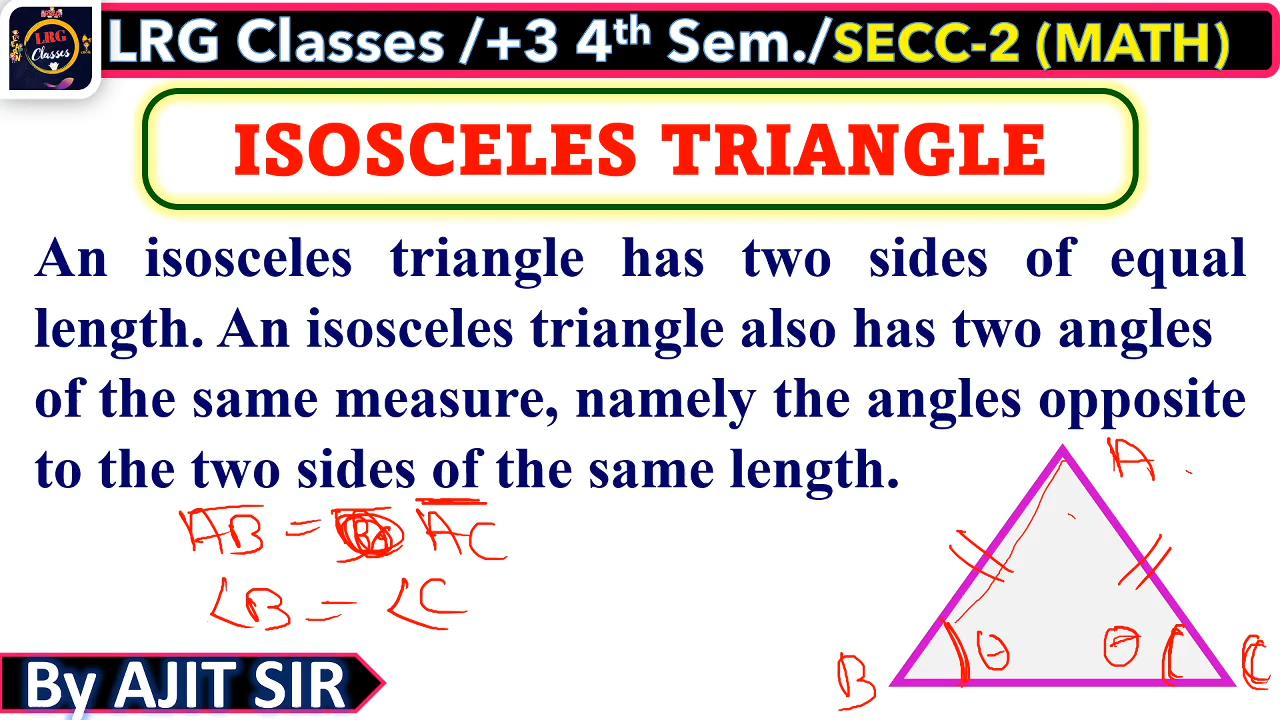 LRG Classes
LRG Classes /+3 4th Sem./SECC-2 (MATH)
ISOSCELES TRIANGLE
An isosceles triangle has two sides of equal
length. An isosceles triangle also has two angles
of the same measure, namely the angles opposite
to the two sides of the same length.
A
AB = AC
∠B = ∠C
θ θ
B C
By AJIT SIR